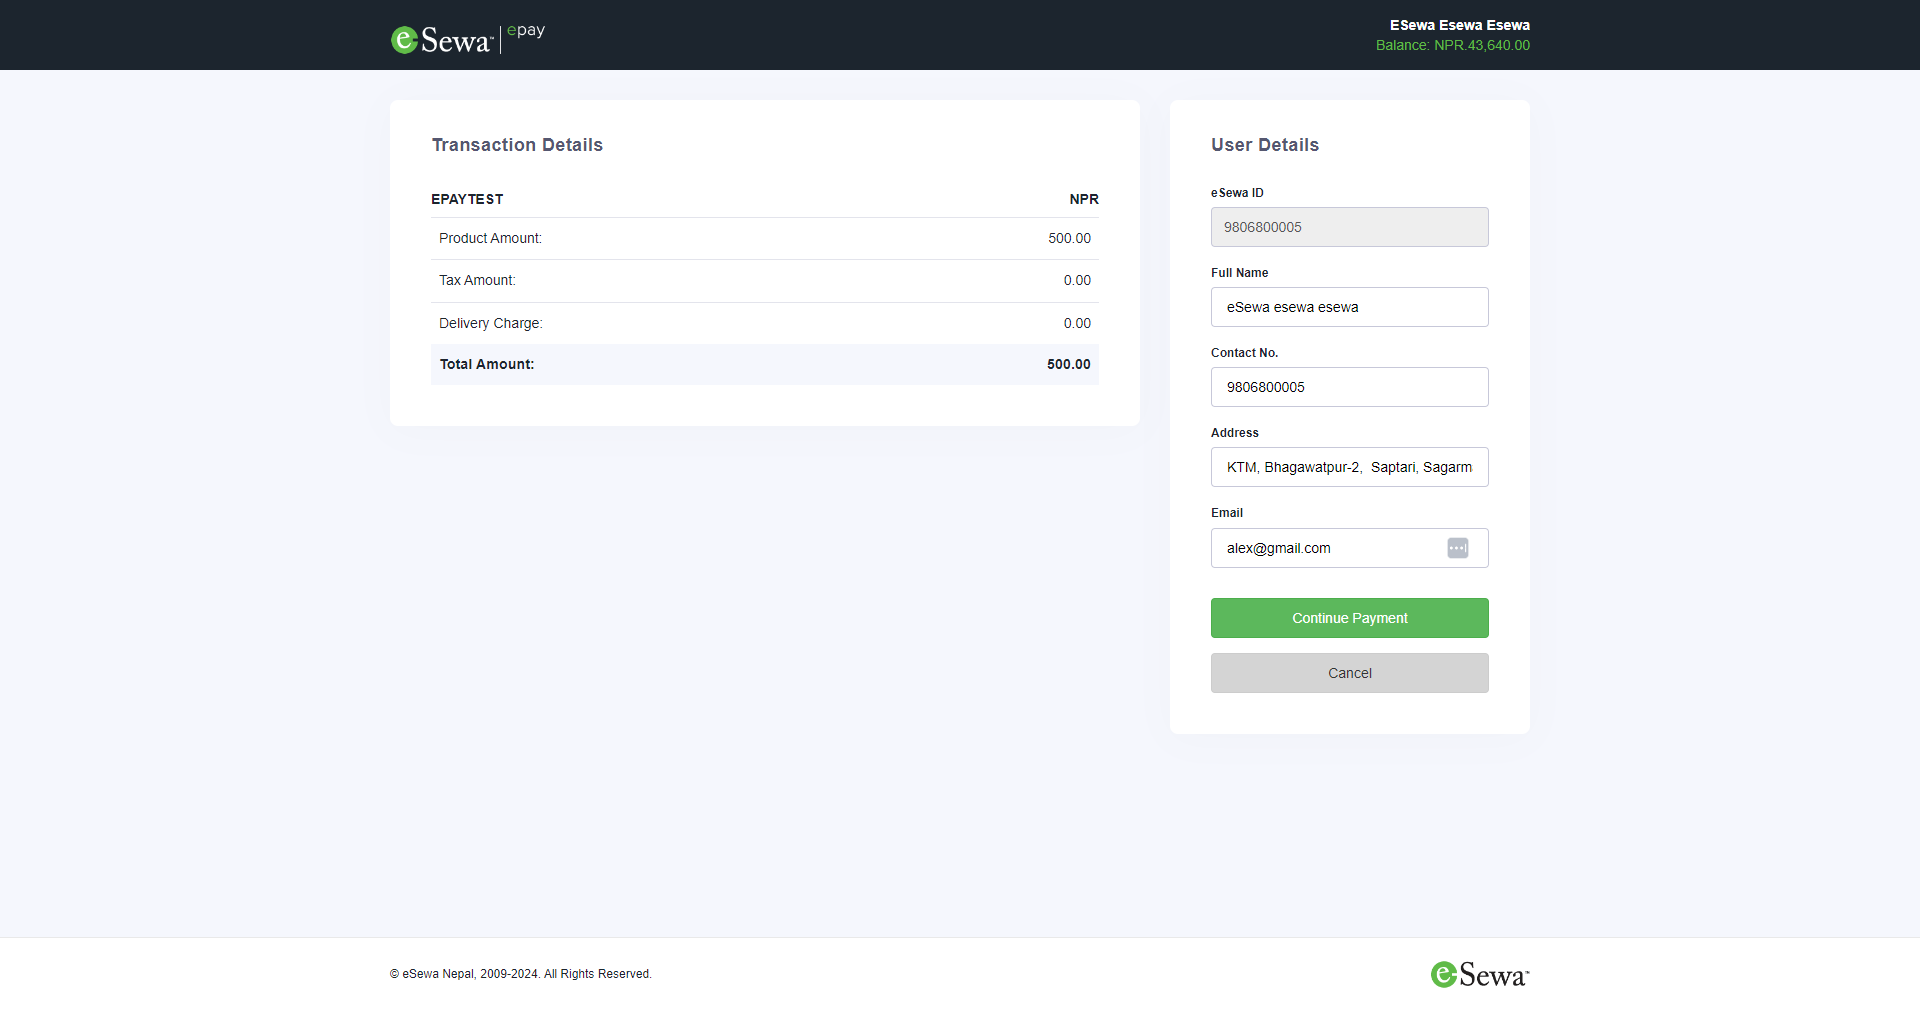 eSewa™ epay
ESewa Esewa Esewa
Balance: NPR.43,640.00
Transaction Details
EPAYTEST NPR
Product Amount: 500.00
Tax Amount: 0.00
Delivery Charge: 0.00
Total Amount: 500.00
User Details
eSewa ID
9806800005
Full Name
eSewa esewa esewa
Contact No.
9806800005
Address
KTM, Bhagawatpur-2,  Saptari, Sagarm
Email
alex@gmail.com
Continue Payment
Cancel
© eSewa Nepal, 2009-2024. All Rights Reserved.
eSewa™